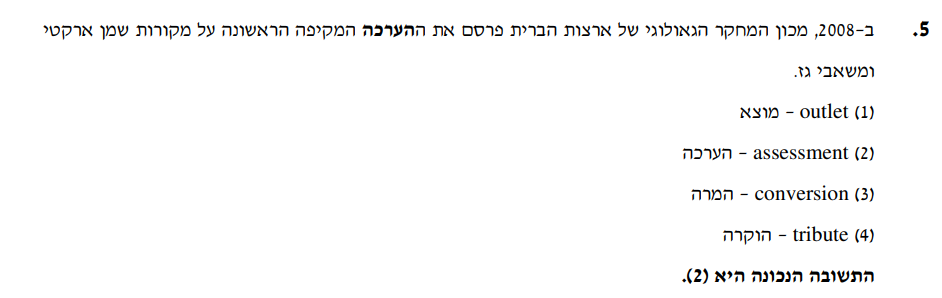 5. ב-2008, מכון המחקר הגאולוגי של ארצות הברית פרסם את ההערכה המקיפה הראשונה על מקורות שמן ארקטי
ומשאבי גז.
(1) outlet - מוצא
(2) assessment - הערכה
(3) conversion - המרה
(4) tribute - הוקרה
התשובה הנכונה היא (2).